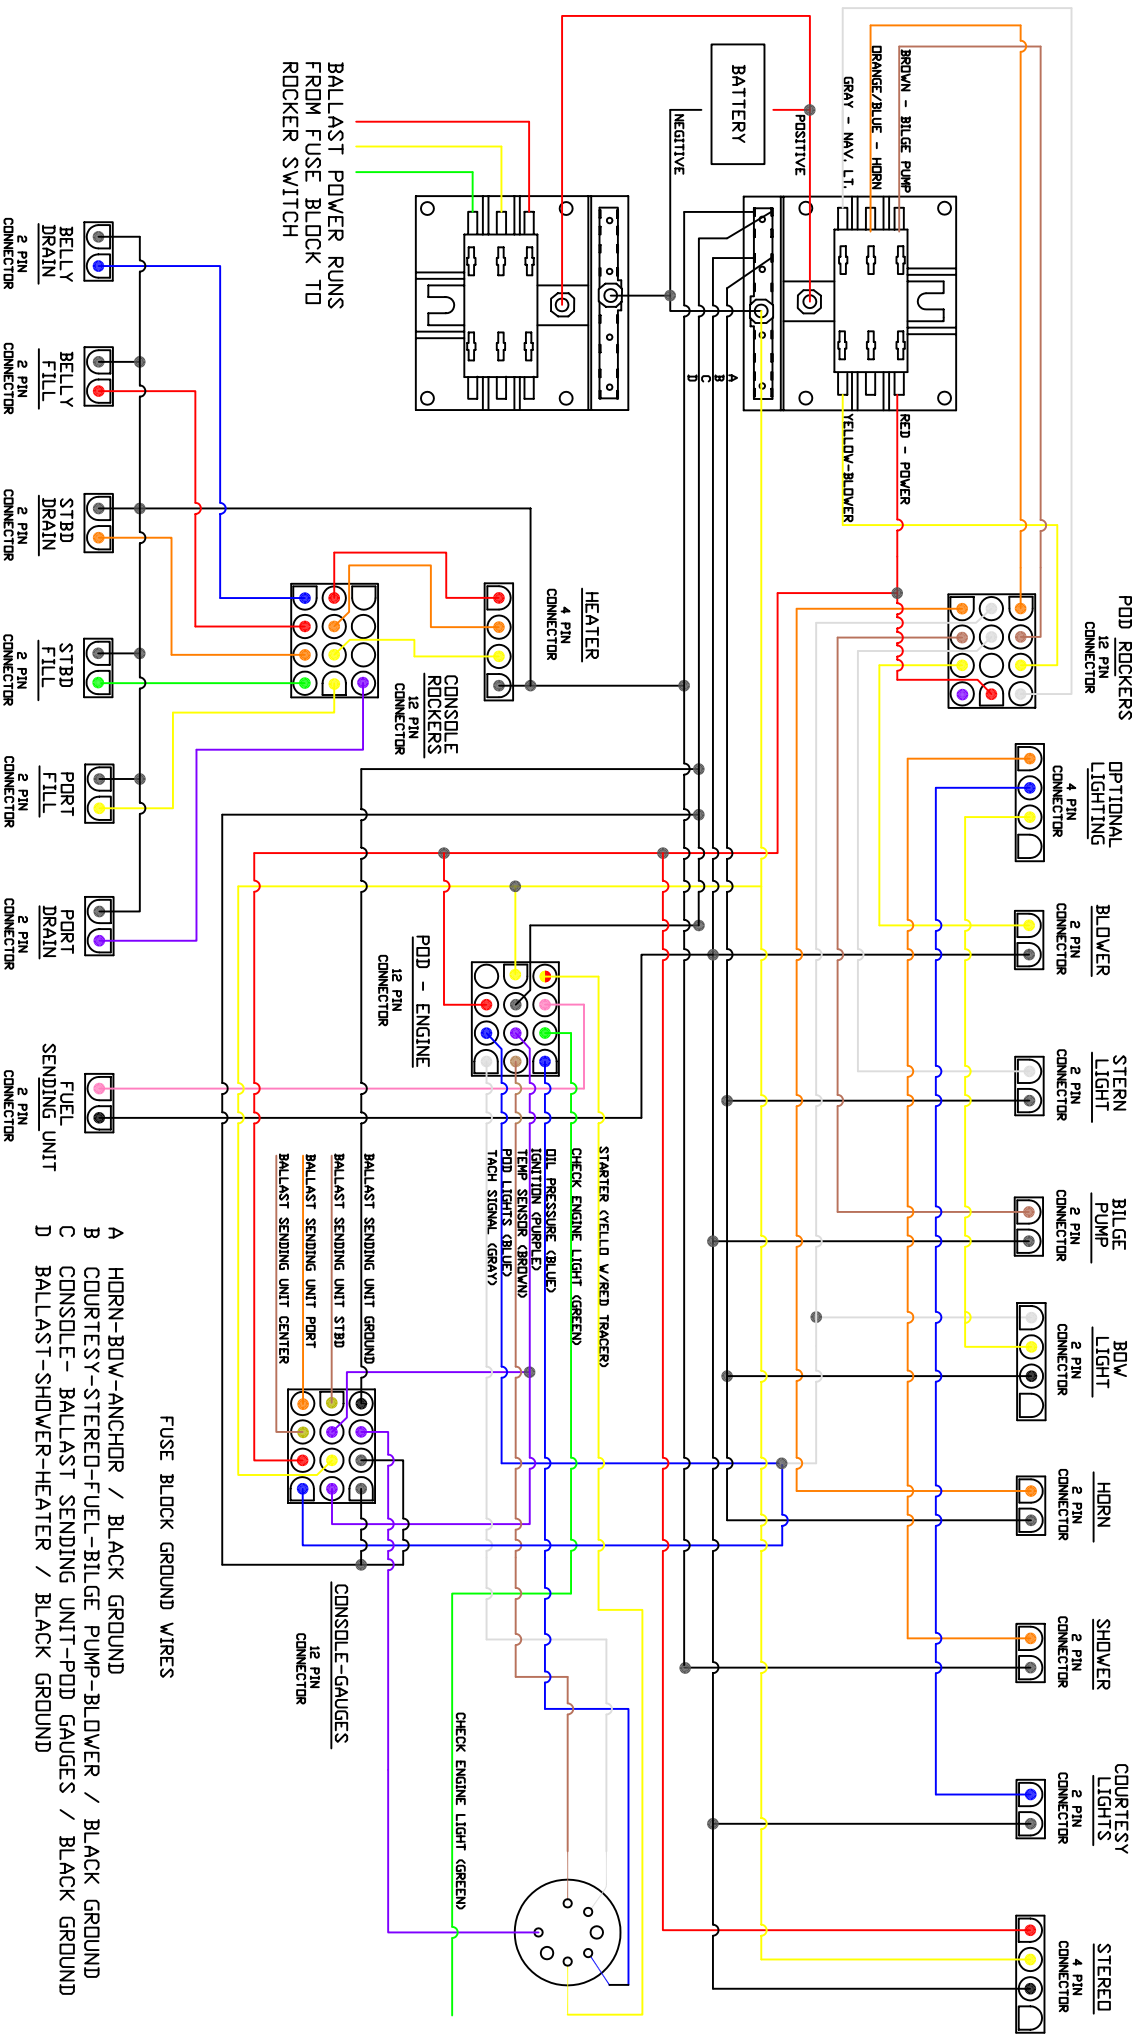 POD ROCKERS
12 PIN
CONNECTOR
OPTIONAL
LIGHTING
4 PIN
CONNECTOR
BLOWER
2 PIN
CONNECTOR
STERN
LIGHT
2 PIN
CONNECTOR
BILGE
PUMP
2 PIN
CONNECTOR
BOW
LIGHT
2 PIN
CONNECTOR
HORN
2 PIN
CONNECTOR
SHOWER
2 PIN
CONNECTOR
COURTESY
LIGHTS
2 PIN
CONNECTOR
STEREO
4 PIN
CONNECTOR
BROWN - BILGE PUMP
ORANGE/BLUE - HORN
GRAY - NAV. LT.
RED - POWER
YELLOW-BLOWER
POSITIVE
BATTERY
NEGITIVE
A
B
C
D
HEATER
4 PIN
CONNECTOR
CONSOLE
ROCKERS
12 PIN
CONNECTOR
POD - ENGINE
12 PIN
CONNECTOR
STARTER (YELLO W/RED TRACER)
CHECK ENGINE LIGHT (GREEN)
OIL PRESSURE (BLUE)
IGNITION (PURPLE)
TEMP SENSOR (BROWN)
POD LIGHTS (BLUE)
TACH SIGNAL (GRAY)
CHECK ENGINE LIGHT (GREEN)
BALLAST SENDING UNIT GROUND
BALLAST SENDING UNIT STBD
BALLAST SENDING UNIT PORT
BALLAST SENDING UNIT CENTER
CONSOLE-GAUGES
12 PIN
CONNECTOR
BALLAST POWER RUNS
FROM FUSE BLOCK TO
ROCKER SWITCH
BELLY
DRAIN
2 PIN
CONNECTOR
BELLY
FILL
2 PIN
CONNECTOR
STBD
DRAIN
2 PIN
CONNECTOR
STBD
FILL
2 PIN
CONNECTOR
PORT
FILL
2 PIN
CONNECTOR
PORT
DRAIN
2 PIN
CONNECTOR
FUEL
SENDING UNIT
2 PIN
CONNECTOR
FUSE BLOCK GROUND WIRES
A HORN-BOW-ANCHOR / BLACK GROUND
B COURTESY-STEREO-FUEL-BILGE PUMP-BLOWER / BLACK GROUND
C CONSOLE- BALLAST SENDING UNIT-POD GAUGES / BLACK GROUND
D BALLAST-SHOWER-HEATER / BLACK GROUND